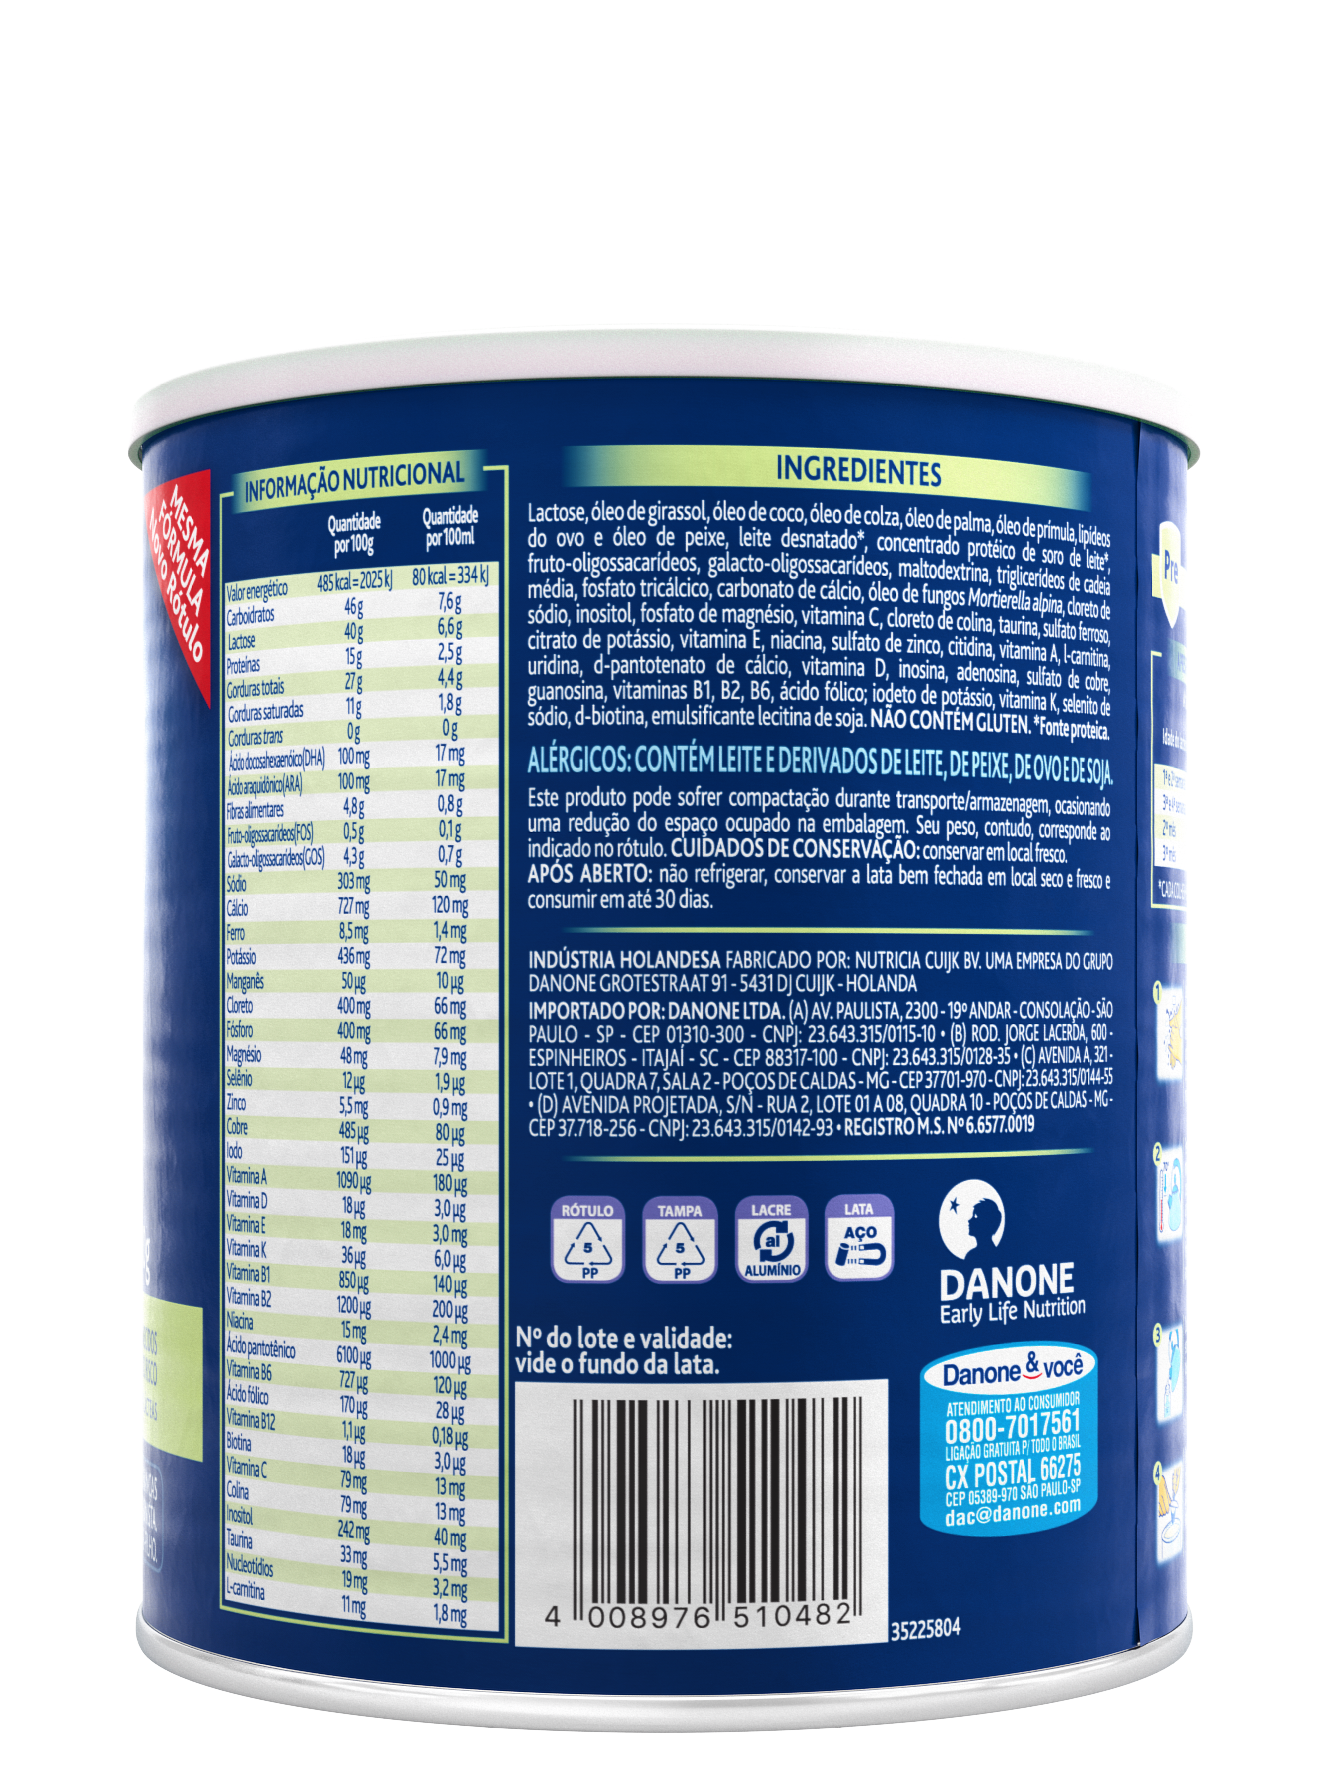 MESMA
FÓRMULA
Novo Rótulo
INFORMAÇÃO NUTRICIONAL
Quantidade por 100g Quantidade por 100ml
Valor energético 485 kcal = 2025 kJ 80 kcal = 334 kJ
Carboidratos 46 g 7,6 g
Lactose 40 g 6,6 g
Proteínas 15 g 2,5 g
Gorduras totais 27 g 4,4 g
Gorduras saturadas 11 g 1,8 g
Gorduras trans 0 g 0 g
Ácido docosahexaenóico (DHA) 100 mg 17 mg
Ácido araquidônico (ARA) 100 mg 17 mg
Fibras alimentares 4,8 g 0,8 g
Fruto-oligossacarídeos (FOS) 0,5 g 0,1 g
Galacto-oligossacarídeos (GOS) 4,3 g 0,7 g
Sódio 303 mg 50 mg
Cálcio 727 mg 120 mg
Ferro 8,5 mg 1,4 mg
Potássio 436 mg 72 mg
Manganês 50 µg 10 µg
Cloreto 400 mg 66 mg
Fósforo 400 mg 66 mg
Magnésio 48 mg 7,9 mg
Selênio 12 µg 1,9 µg
Zinco 5,5 mg 0,9 mg
Cobre 485 µg 80 µg
Iodo 151 µg 25 µg
Vitamina A 1090 µg 180 µg
Vitamina D 18 µg 3,0 µg
Vitamina E 18 mg 3,0 mg
Vitamina K 36 µg 6,0 µg
Vitamina B1 850 µg 140 µg
Vitamina B2 1200 µg 200 µg
Niacina 15 mg 2,4 mg
Ácido pantotênico 6100 µg 1000 µg
Vitamina B6 727 µg 120 µg
Ácido fólico 170 µg 28 µg
Vitamina B12 1,1 µg 0,18 µg
Biotina 18 µg 3,0 µg
Vitamina C 79 mg 13 mg
Colina 79 mg 13 mg
Inositol 242 mg 40 mg
Taurina 33 mg 5,5 mg
Nucleotídios 19 mg 3,2 mg
L-carnitina 11 mg 1,8 mg
INGREDIENTES
Lactose, óleo de girassol, óleo de coco, óleo de colza, óleo de palma, óleo de prímula, lipídeos
do ovo e óleo de peixe, leite desnatado*, concentrado protéico de soro de leite*,
fruto-oligossacarídeos, galacto-oligossacarídeos, maltodextrina, triglicerídeos de cadeia
média, fosfato tricálcico, carbonato de cálcio, óleo de fungos Mortierella alpina, cloreto de
sódio, inositol, fosfato de magnésio, vitamina C, cloreto de colina, taurina, sulfato ferroso,
citrato de potássio, vitamina E, niacina, sulfato de zinco, citidina, vitamina A, l-carnitina,
uridina, d-pantotenato de cálcio, vitamina D, inosina, adenosina, sulfato de cobre,
guanosina, vitaminas B1, B2, B6, ácido fólico; iodeto de potássio, vitamina K, selenito de
sódio, d-biotina, emulsificante lecitina de soja. NÃO CONTÉM GLUTEN. *Fonte proteica.
ALÉRGICOS: CONTÉM LEITE E DERIVADOS DE LEITE, DE PEIXE, DE OVO E DE SOJA.
Este produto pode sofrer compactação durante transporte/armazenagem, ocasionando
uma redução do espaço ocupado na embalagem. Seu peso, contudo, corresponde ao
indicado no rótulo. CUIDADOS DE CONSERVAÇÃO: conservar em local fresco.
APÓS ABERTO: não refrigerar, conservar a lata bem fechada em local seco e fresco e
consumir em até 30 dias.
INDÚSTRIA HOLANDESA FABRICADO POR: NUTRICIA CUIJK BV. UMA EMPRESA DO GRUPO
DANONE GROTESTRAAT 91 - 5431 DJ CUIJK - HOLANDA
IMPORTADO POR: DANONE LTDA. (A) AV. PAULISTA, 2300 - 19º ANDAR - CONSOLAÇÃO - SÃO
PAULO - SP - CEP 01310-300 - CNPJ: 23.643.315/0115-10 • (B) ROD. JORGE LACERDA, 600 -
ESPINHEIROS - ITAJAÍ - SC - CEP 88317-100 - CNPJ: 23.643.315/0128-35 • (C) AVENIDA A, 321 -
LOTE 1, QUADRA 7, SALA 2 - POÇOS DE CALDAS - MG - CEP 37701-970 - CNPJ: 23.643.315/0144-55
• (D) AVENIDA PROJETADA, S/N - RUA 2, LOTE 01 A 08, QUADRA 10 - POÇOS DE CALDAS - MG -
CEP 37.718-256 - CNPJ: 23.643.315/0142-93 • REGISTRO M.S. Nº 6.6577.0019
RÓTULO TAMPA LACRE LATA
5 5 al AÇO
PP PP ALUMÍNIO
DANONE
Early Life Nutrition
Nº do lote e validade:
vide o fundo da lata.
Danone & você
ATENDIMENTO AO CONSUMIDOR
0800-7017561
LIGAÇÃO GRATUITA P/ TODO O BRASIL
CX POSTAL 66275
CEP 05389-970 SÃO PAULO-SP
dac@danone.com
4 008976 510482
35225804
Pre
1
2
3
4